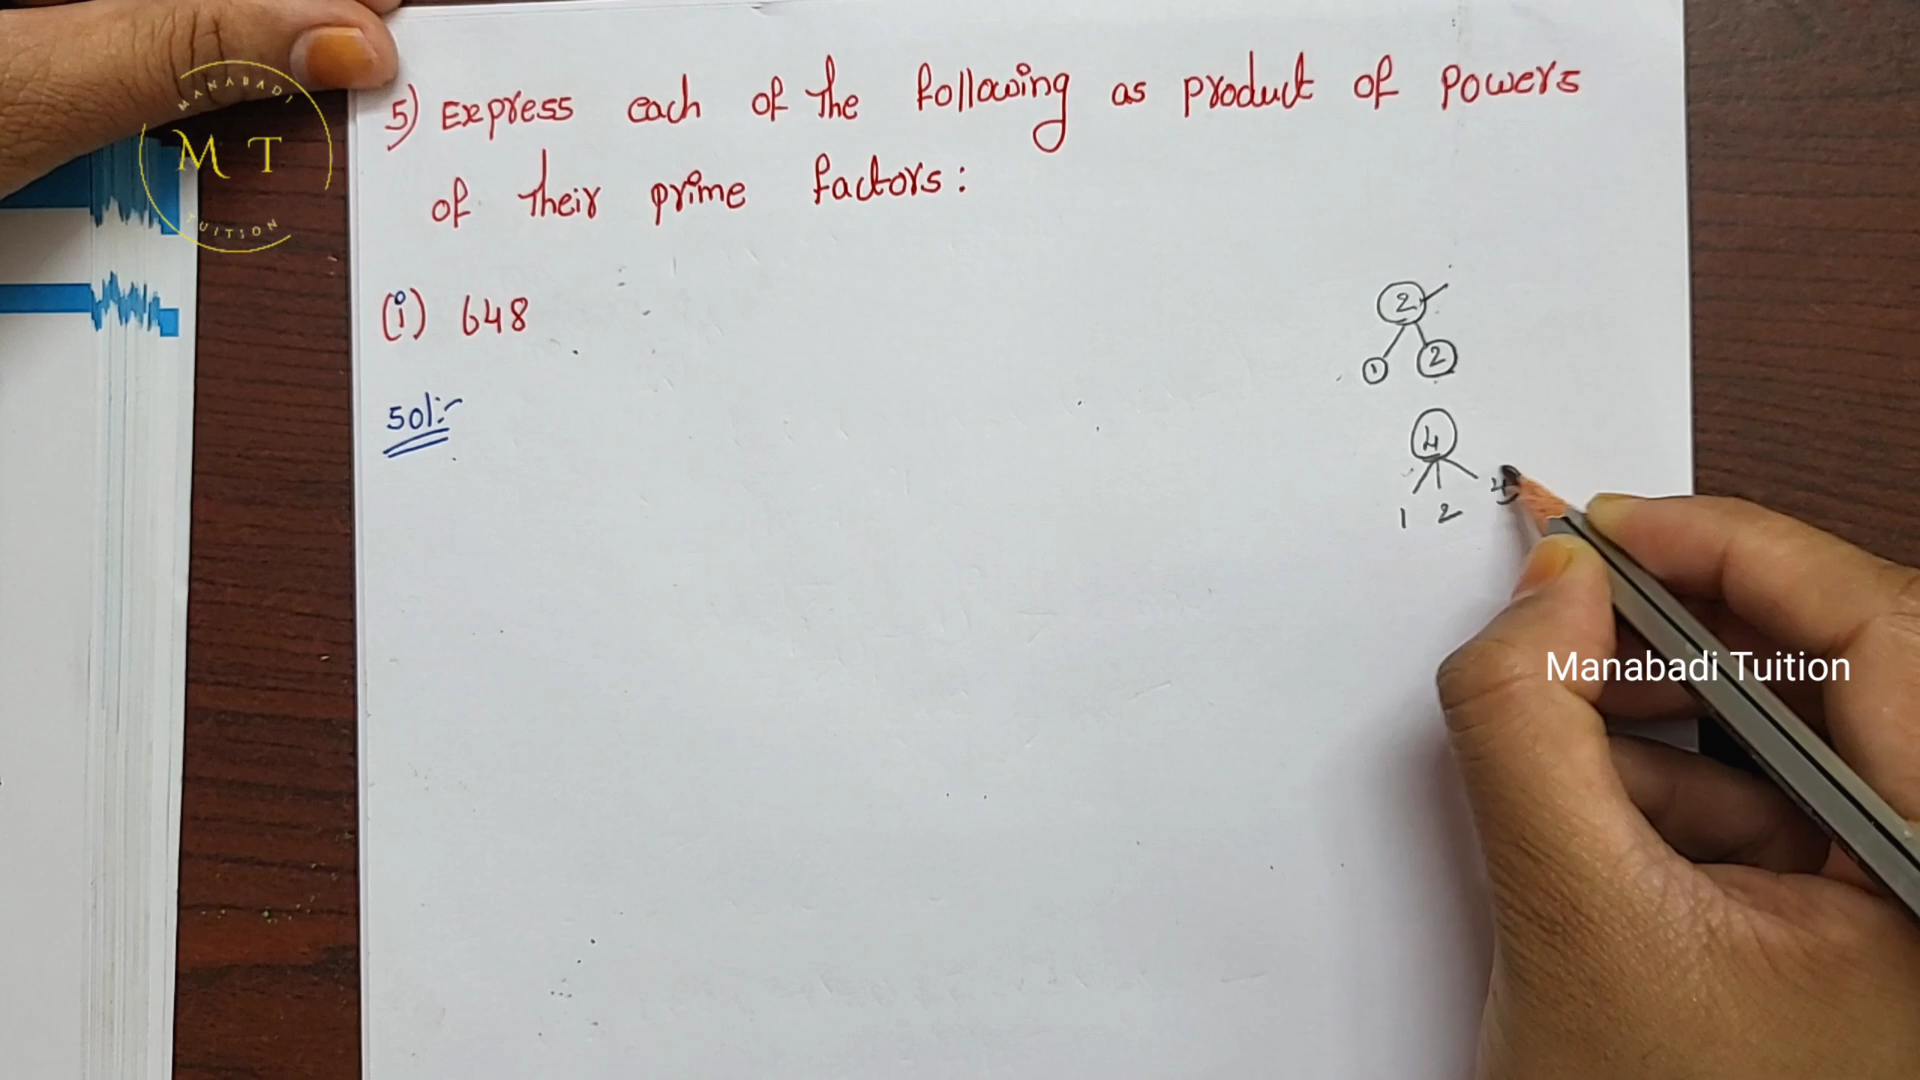 MANABADI
M T
TUITION
5) Express each of the following as product of powers
of their prime factors:
(i) 648
Sol:-
2
1 2
4
1 2 4
Manabadi Tuition